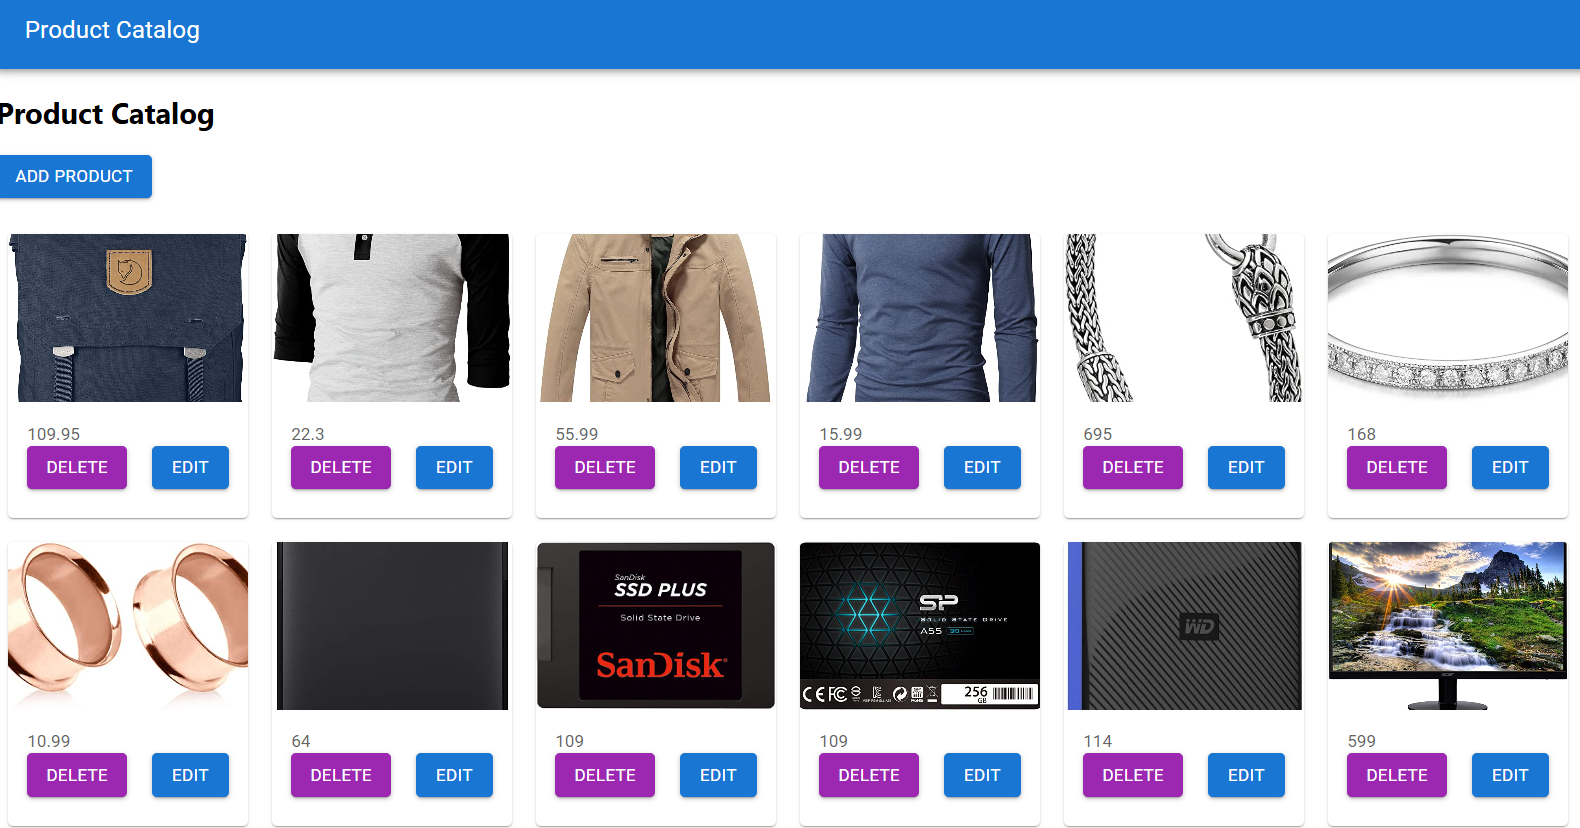 Product Catalog
Product Catalog
ADD PRODUCT
109.95
22.3
55.99
15.99
695
168
DELETE EDIT
DELETE EDIT
DELETE EDIT
DELETE EDIT
DELETE EDIT
DELETE EDIT
SanDisk
SSD PLUS
Solid State Drive
SanDisk
SP
SOLID STATE DRIVE
A55
256
GB
WD
acer
10.99
64
109
109
114
599
DELETE EDIT
DELETE EDIT
DELETE EDIT
DELETE EDIT
DELETE EDIT
DELETE EDIT